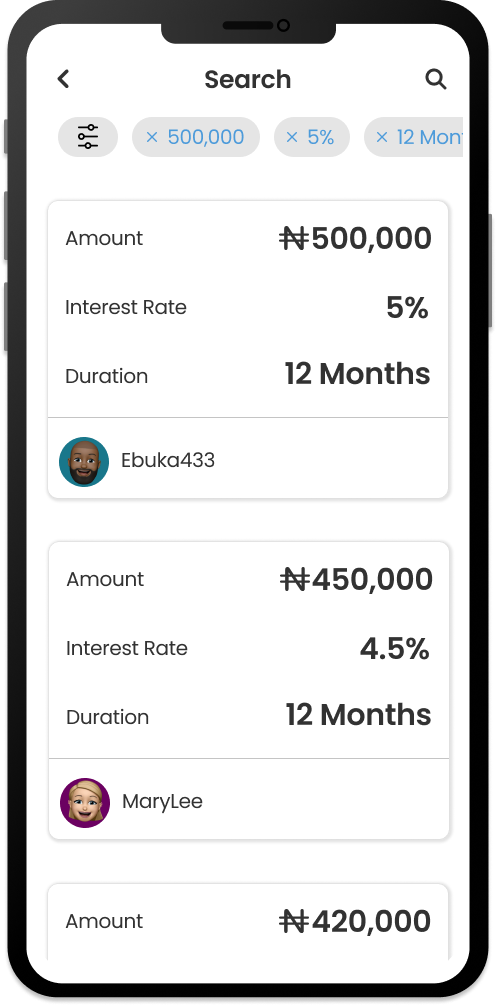 Search
× 500,000 × 5% × 12 Mon
Amount ₦500,000
Interest Rate 5%
Duration 12 Months
Ebuka433
Amount ₦450,000
Interest Rate 4.5%
Duration 12 Months
MaryLee
Amount ₦420,000